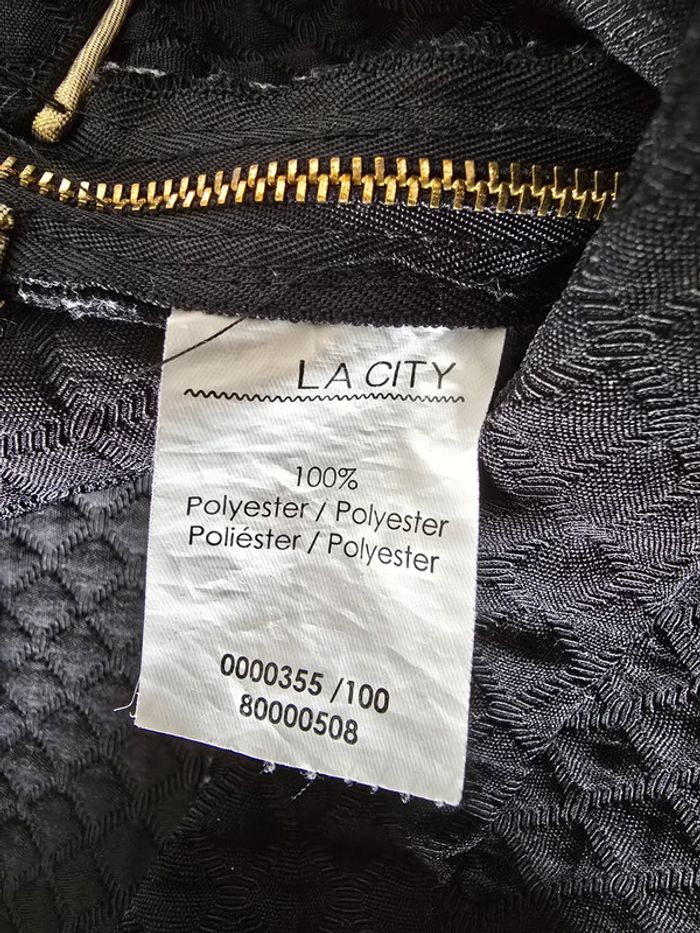 LA CITY
100%
Polyester / Polyester
Poliéster / Polyester
0000355 /100
80000508